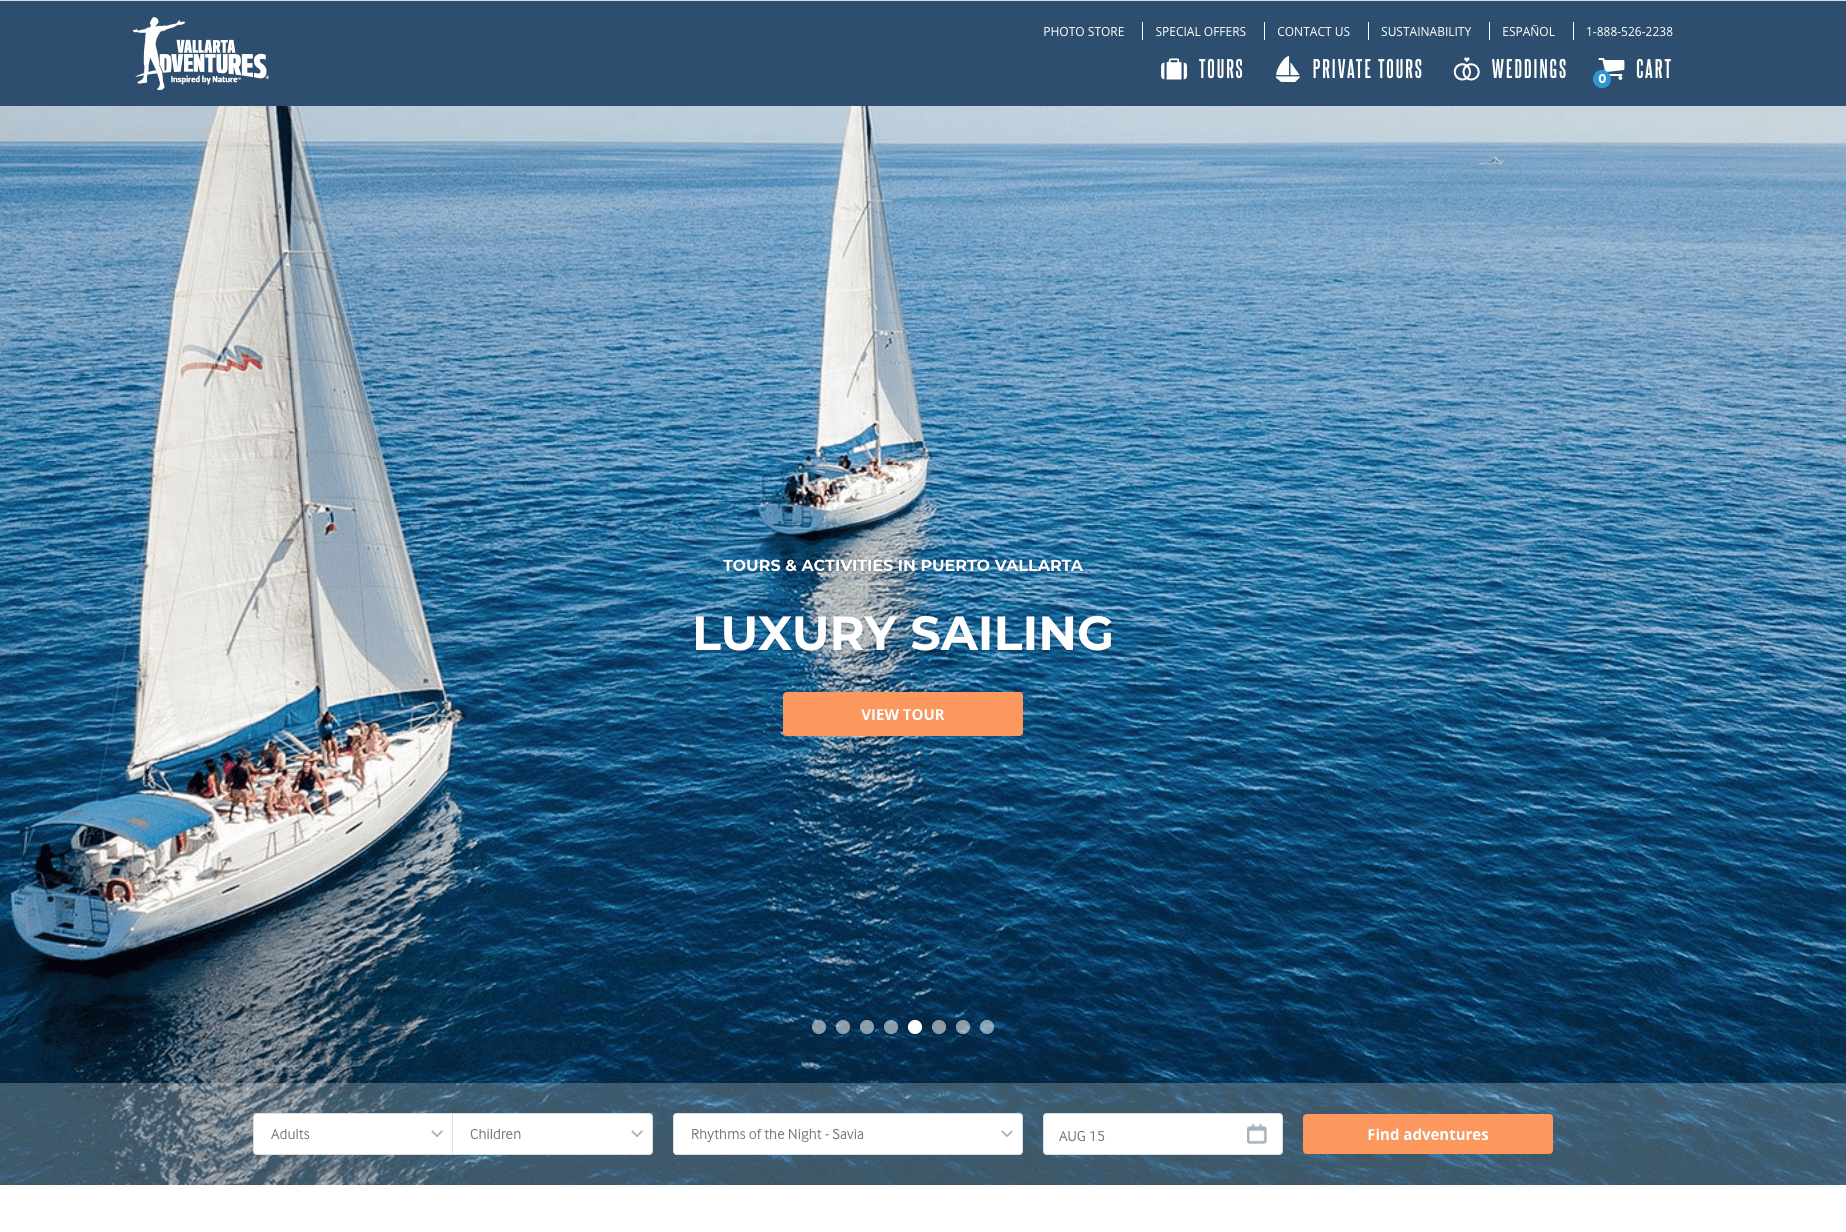 VALLARTA
ADVENTURES
Inspired by Nature™
PHOTO STORE
SPECIAL OFFERS
CONTACT US
SUSTAINABILITY
ESPAÑOL
1-888-526-2238
TOURS
PRIVATE TOURS
WEDDINGS
0
CART
TOURS & ACTIVITIES IN PUERTO VALLARTA
LUXURY SAILING
VIEW TOUR
Adults
Children
Rhythms of the Night - Savia
AUG 15
Find adventures